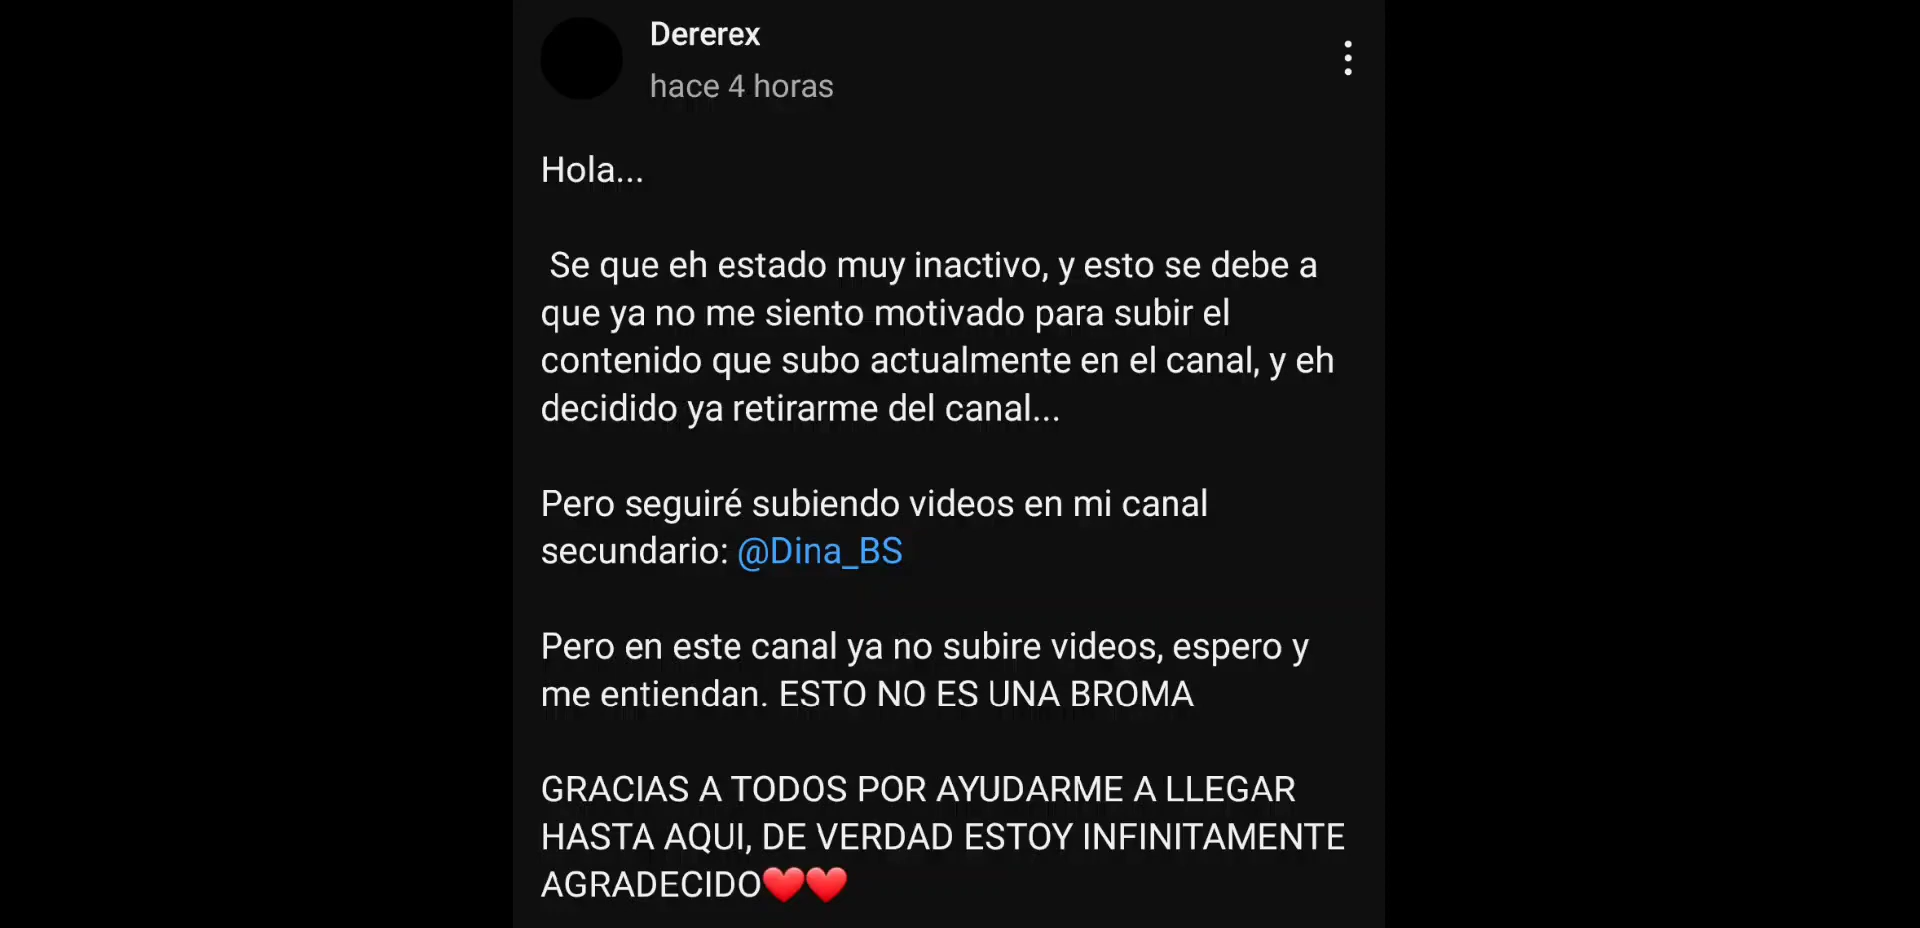 Dererex
hace 4 horas
Hola...
Se que eh estado muy inactivo, y esto se debe a
que ya no me siento motivado para subir el
contenido que subo actualmente en el canal, y eh
decidido ya retirarme del canal...
Pero seguiré subiendo videos en mi canal
secundario: @Dina_BS
Pero en este canal ya no subire videos, espero y
me entiendan. ESTO NO ES UNA BROMA
GRACIAS A TODOS POR AYUDARME A LLEGAR
HASTA AQUI, DE VERDAD ESTOY INFINITAMENTE
AGRADECIDO❤️❤️